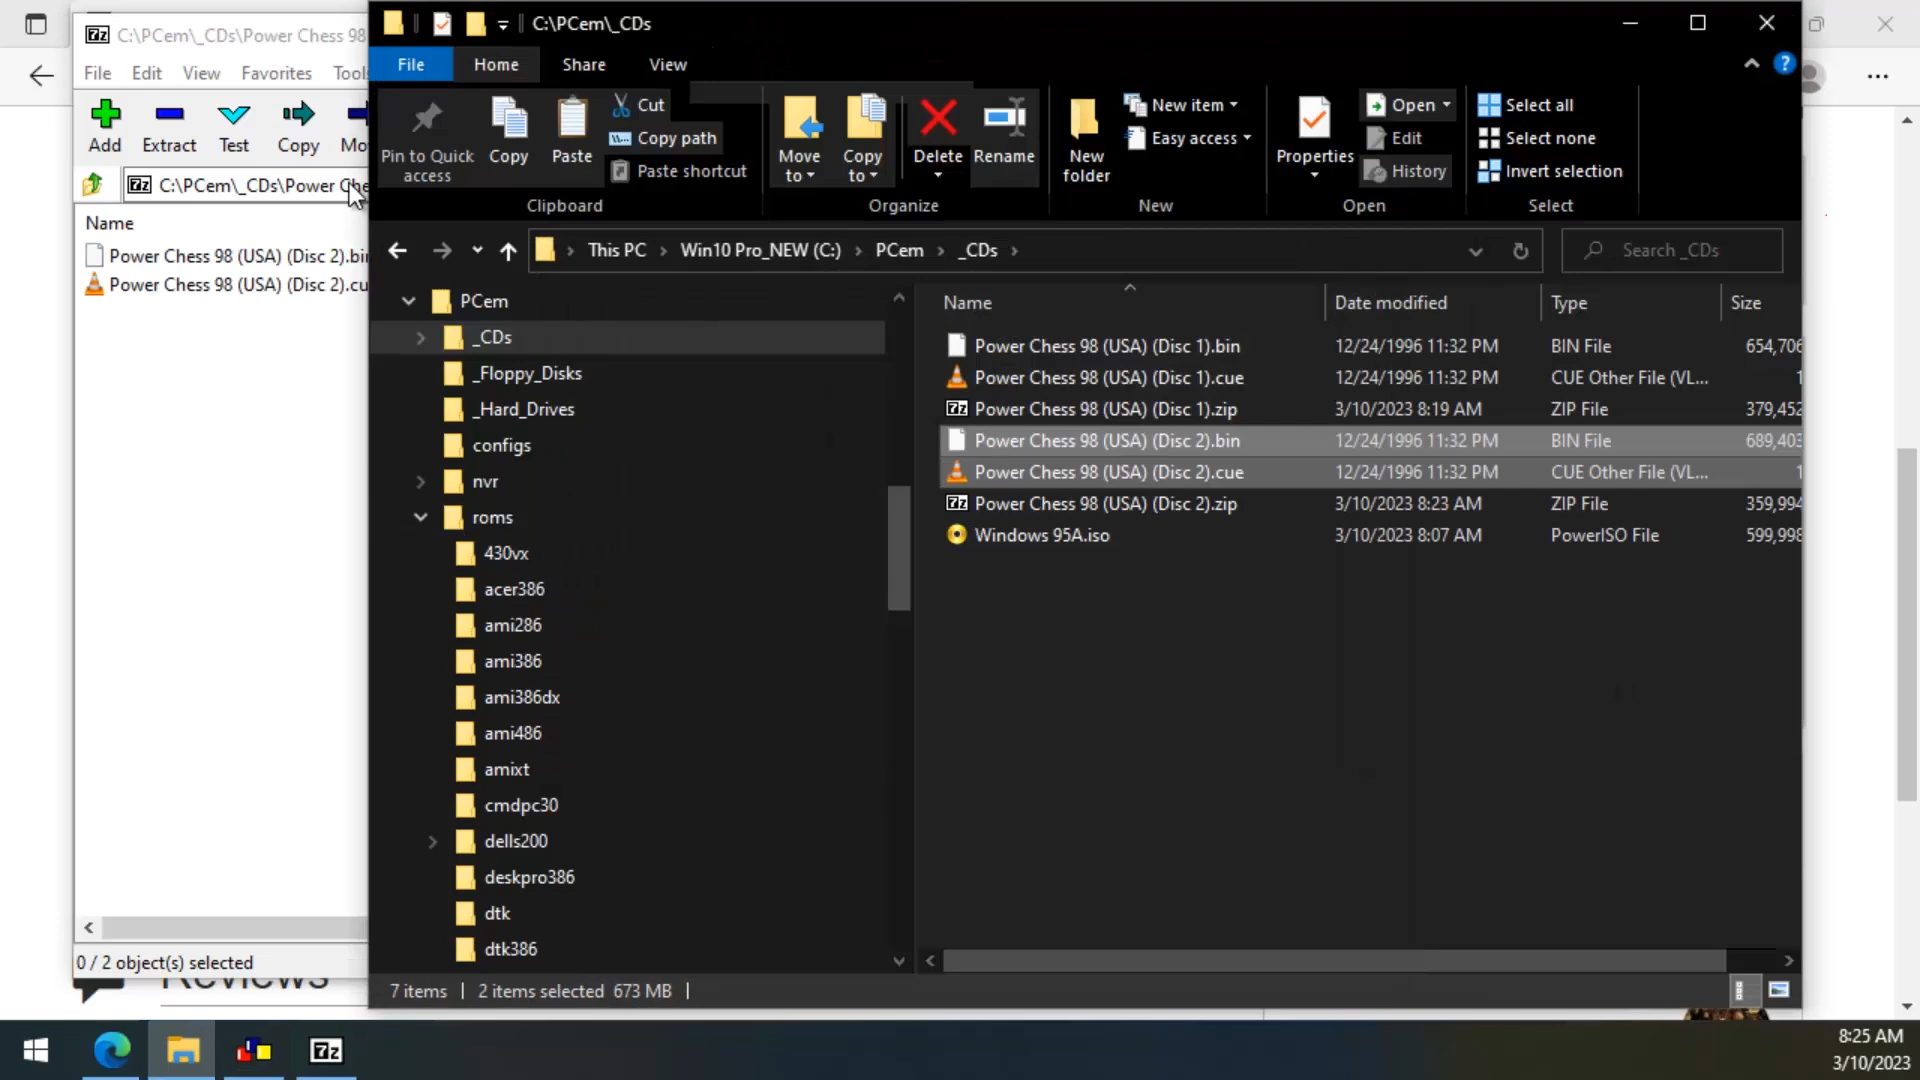 C:\PCem\_CDs\Power Chess 98
File Edit View Favorites Tools
Add Extract Test Copy
C:\PCem\_CDs\Power
Name
Power Chess 98 (USA) (Disc 2).bin
Power Chess 98 (USA) (Disc 2).cu
0 / 2 object(s) selected
Reviews
C:\PCem\_CDs
File Home Share View
Pin to Quick access
Copy
Paste
Cut
Copy path
Paste shortcut
Clipboard
Move to
Copy to
Delete
Rename
Organize
New folder
New item
Easy access
New
Properties
Open
Edit
History
Open
Select all
Select none
Invert selection
Select
This PC > Win10 Pro_NEW (C:) > PCem > _CDs >
Search _CDs
PCem
_CDs
_Floppy_Disks
_Hard_Drives
configs
nvr
roms
430vx
acer386
ami286
ami386
ami386dx
ami486
amixt
cmdpc30
dells200
deskpro386
dtk
dtk386
Name Date modified Type Size
Power Chess 98 (USA) (Disc 1).bin 12/24/1996 11:32 PM BIN File 654,706
Power Chess 98 (USA) (Disc 1).cue 12/24/1996 11:32 PM CUE Other File (VL... 1
7z Power Chess 98 (USA) (Disc 1).zip 3/10/2023 8:19 AM ZIP File 379,452
Power Chess 98 (USA) (Disc 2).bin 12/24/1996 11:32 PM BIN File 689,403
Power Chess 98 (USA) (Disc 2).cue 12/24/1996 11:32 PM CUE Other File (VL... 1
7z Power Chess 98 (USA) (Disc 2).zip 3/10/2023 8:23 AM ZIP File 359,994
Windows 95A.iso 3/10/2023 8:07 AM PowerISO File 599,998
7 items | 2 items selected 673 MB |
7z
8:25 AM
3/10/2023